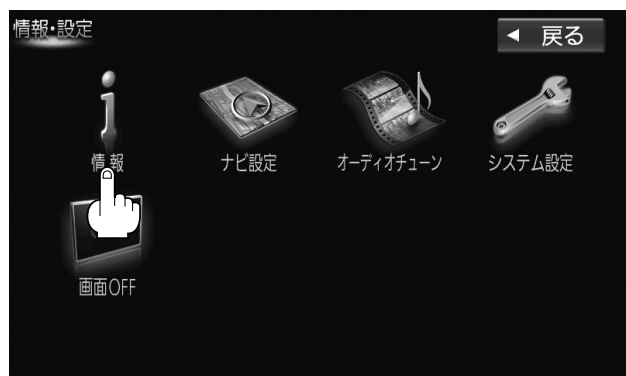 情報・設定
戻る
情報
ナビ設定
オーディオチューン
システム設定
画面OFF